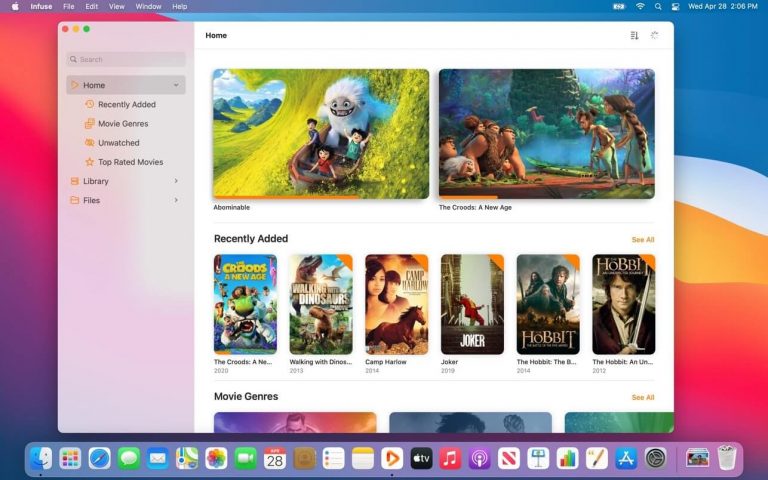 Infuse File Edit View Window Help Wed Apr 28 2:06 PM
Search
Home
Recently Added
Movie Genres
Unwatched
Top Rated Movies
Library
Files
Home
Abominable
The Croods: A New Age
Recently Added See All
THE CROODS A NEW AGE
WALKING WITH DINOSAURS
CAMP HARLOW
JOKER
THE HOBBIT
THE HOBBIT
The Croods: A Ne... Walking with Dinos... Camp Harlow Joker The Hobbit: The B... The Hobbit: An Un...
2020 2013 2014 2019 2014 2012
Movie Genres See All
APR
28
tv